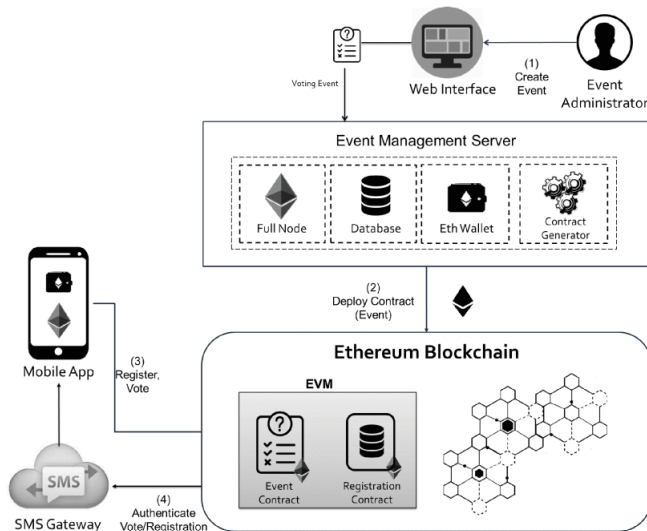 (1)
Create
Event
Voting Event
Web Interface
Event
Administrator
Event Management Server
Full Node
Database
Eth Wallet
Contract
Generator
(2)
Deploy Contract
(Event)
Mobile App
(3)
Register,
Vote
Ethereum Blockchain
EVM
Event
Contract
Registration
Contract
SMS
SMS Gateway
(4)
Authenticate
Vote/Registration